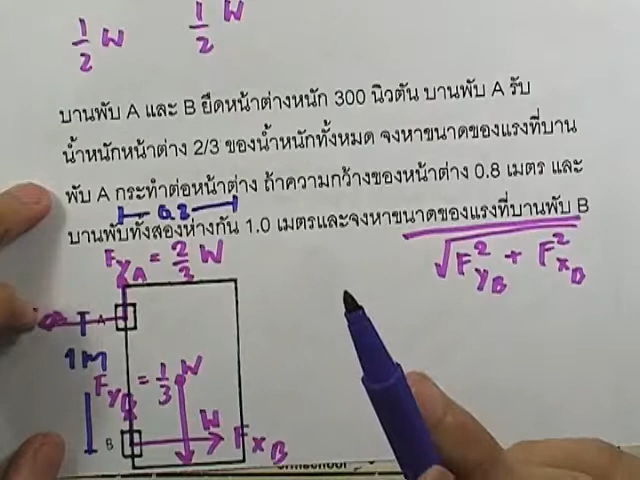 1/2 W
1/2 W
บานพับ A และ B ยึดหน้าต่างหนัก 300 นิวตัน บานพับ A รับ
น้ำหนักหน้าต่าง 2/3 ของน้ำหนักทั้งหมด จงหาขนาดของแรงที่บาน
พับ A กระทำต่อหน้าต่าง ถ้าความกว้างของหน้าต่าง 0.8 เมตร และ
0.8
บานพับทั้งสองห่างกัน 1.0 เมตรและจงหาขนาดของแรงที่บานพับ B
F_yA = 2/3 W
√F²_yB + F²_xB
A
1M
F_yB = 1/3 W
W
B
F_xB